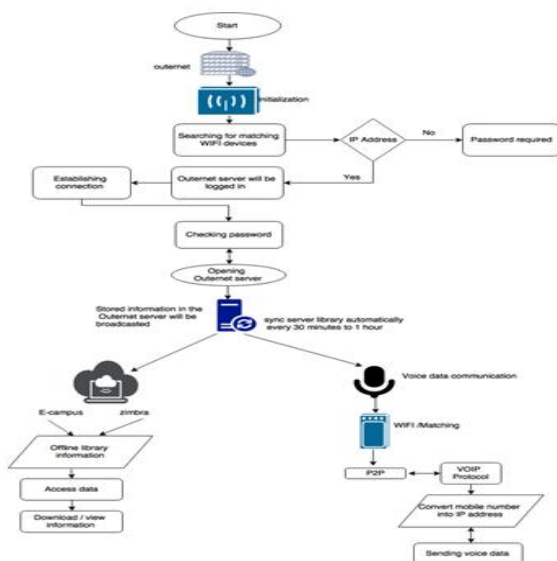 Start
outernet
initialization
Searching for matching
WIFI devices
IP Address
No
Password required
Yes
Outernet server will be
logged in
Establishing
connection
Checking password
Opening
Outernet server
Stored information in the
Outernet server will be
broadcasted
sync server library automatically
every 30 minutes to 1 hour
E-campus
zimbra
Offline library
information
Access data
Download / view
information
Voice data communication
WIFI /Matching
P2P
VOIP
Protocol
Convert mobile number
into IP address
Sending voice data